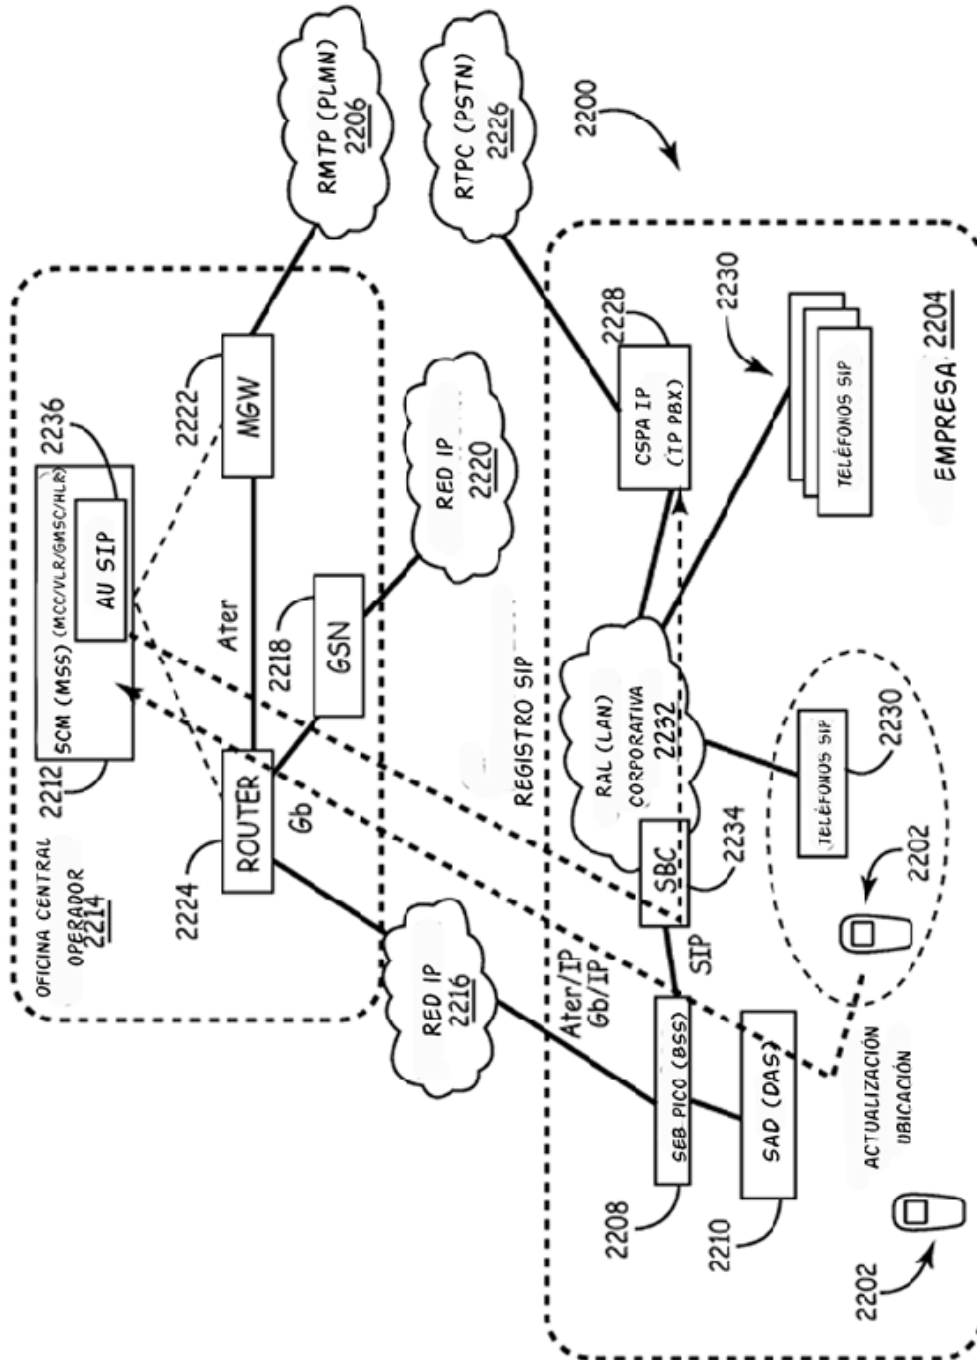 OFICINA CENTRAL
OPERADOR
2214
2212
SCM (MSS) (MCC/VLR/GMSC/HLR)
AU SIP
2236
2224
ROUTER
Ater
2222
MGW
Gb
2218
GSN
RMTP (PLMN)
2206
RED IP
2216
RED IP
2220
RTPC (PSTN)
2226
REGISTRO SIP
2200
Ater/IP
Gb/IP
2208
SEB PICO (BSS)
SIP
SBC
2234
RAL (LAN)
CORPORATIVA
2232
2228
CSPA IP
(IP PBX)
2210
SAD (DAS)
2230
TELÉFONOS SIP
TELÉFONOS SIP
2230
2202
ACTUALIZACIÓN
UBICACIÓN
2202
EMPRESA 2204